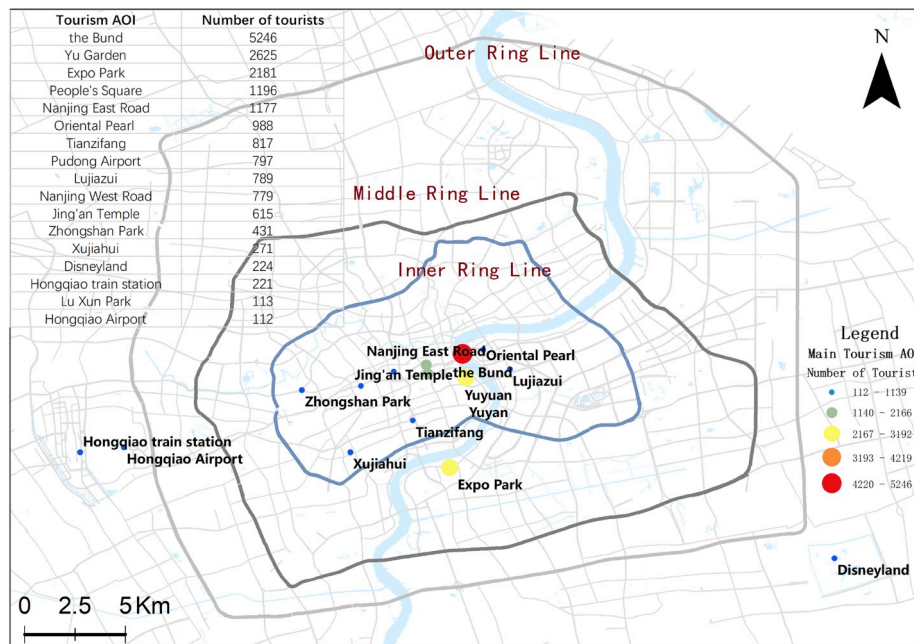 Tourism AOI Number of tourists
the Bund 5246
Yu Garden 2625
Expo Park 2181
People's Square 1196
Nanjing East Road 1177
Oriental Pearl 988
Tianzifang 817
Pudong Airport 797
Lujiazui 789
Nanjing West Road 779
Jing'an Temple 615
Zhongshan Park 431
Xujiahui 271
Disneyland 224
Hongqiao train station 221
Lu Xun Park 113
Hongqiao Airport 112
Outer Ring Line
N
Middle Ring Line
Inner Ring Line
Nanjing East Road
Oriental Pearl
Jing'an Temple
the Bund
Lujiazui
Zhongshan Park
Yuyuan
Yuyan
Tianzifang
Hongqiao train station
Hongqiao Airport
Xujiahui
Expo Park
Disneyland
Legend
Main Tourism AO
Number of Tourist
112 - 1139
1140 - 2166
2167 - 3192
3193 - 4219
4220 - 5246
0 2.5 5 Km